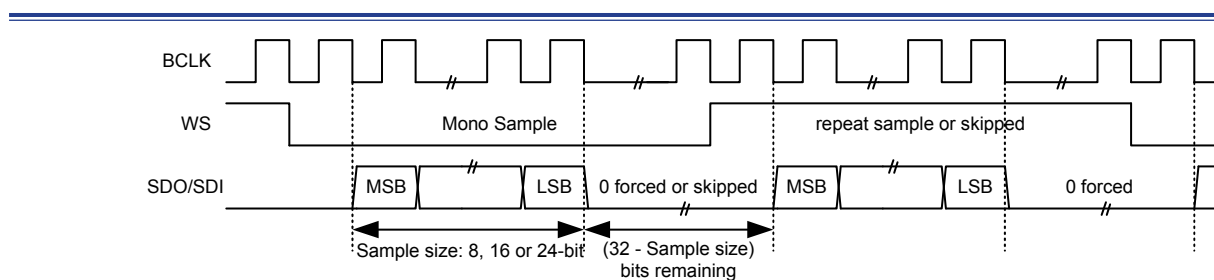 BCLK
WS
Mono Sample
repeat sample or skipped
SDO/SDI
MSB
LSB
0 forced or skipped
MSB
LSB
0 forced
Sample size: 8, 16 or 24-bit
(32 - Sample size)
bits remaining